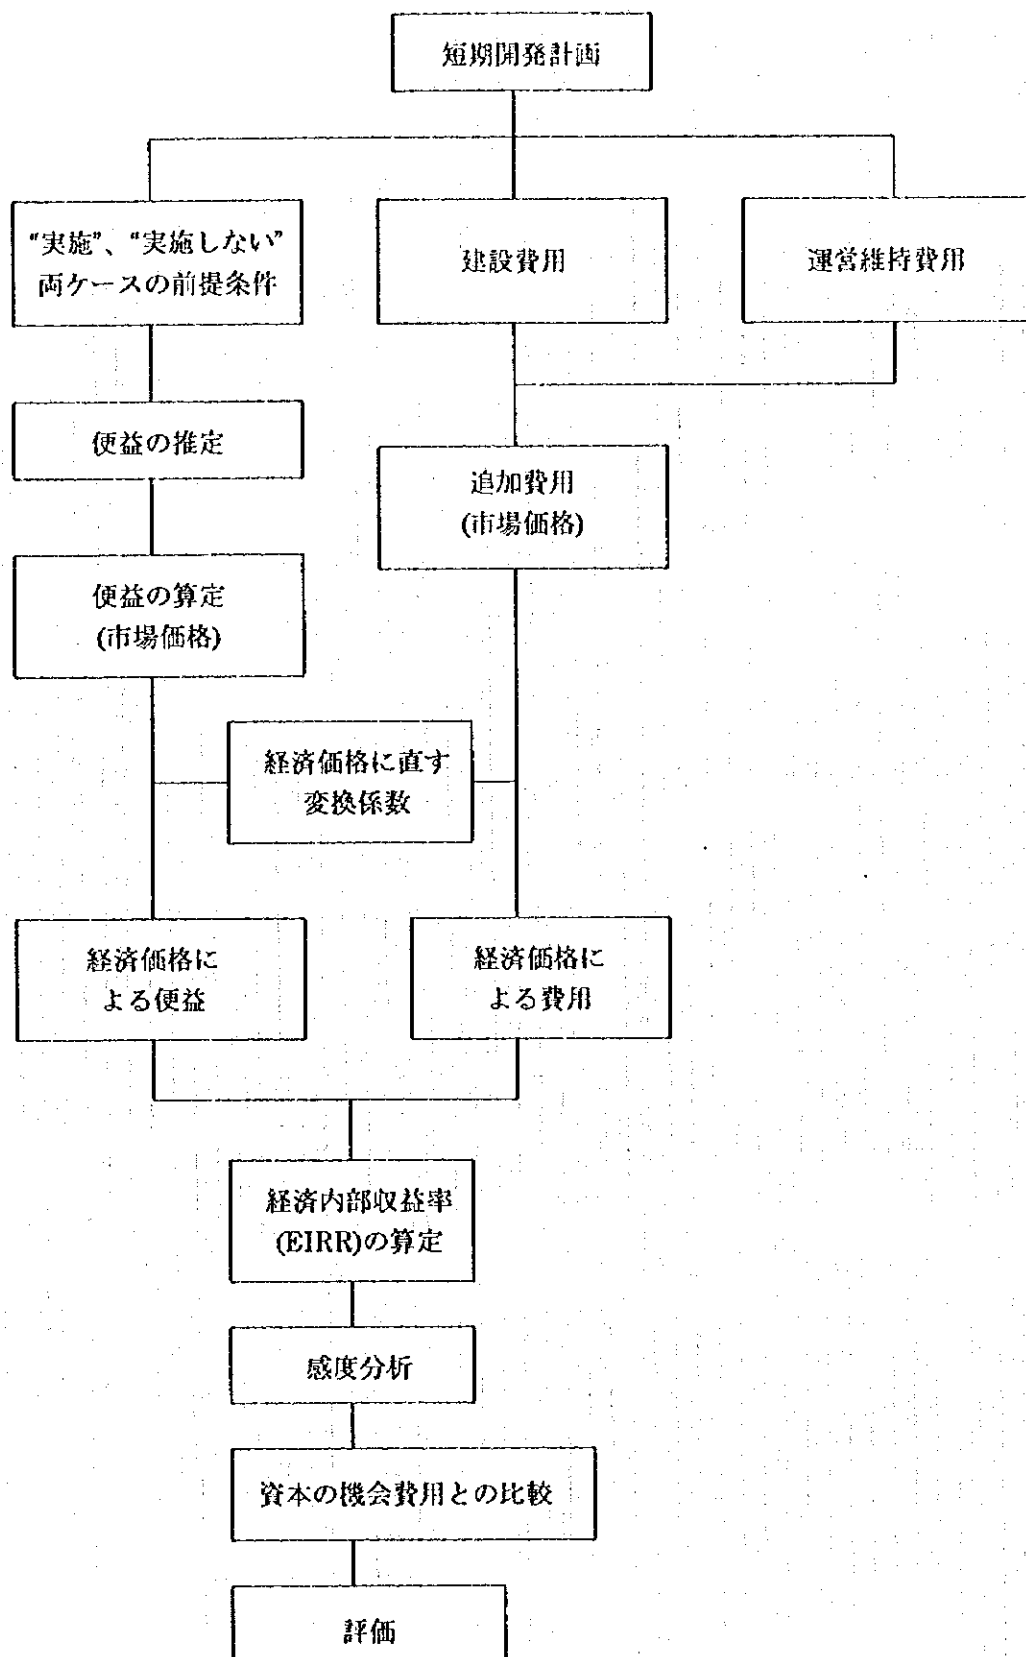 短期開発計画
“実施”、“実施しない”
両ケースの前提条件
建設費用
運営維持費用
便益の推定
追加費用
(市場価格)
便益の算定
(市場価格)
経済価格に直す
変換係数
経済価格に
よる便益
経済価格に
よる費用
経済内部収益率
(EIRR)の算定
感度分析
資本の機会費用との比較
評価